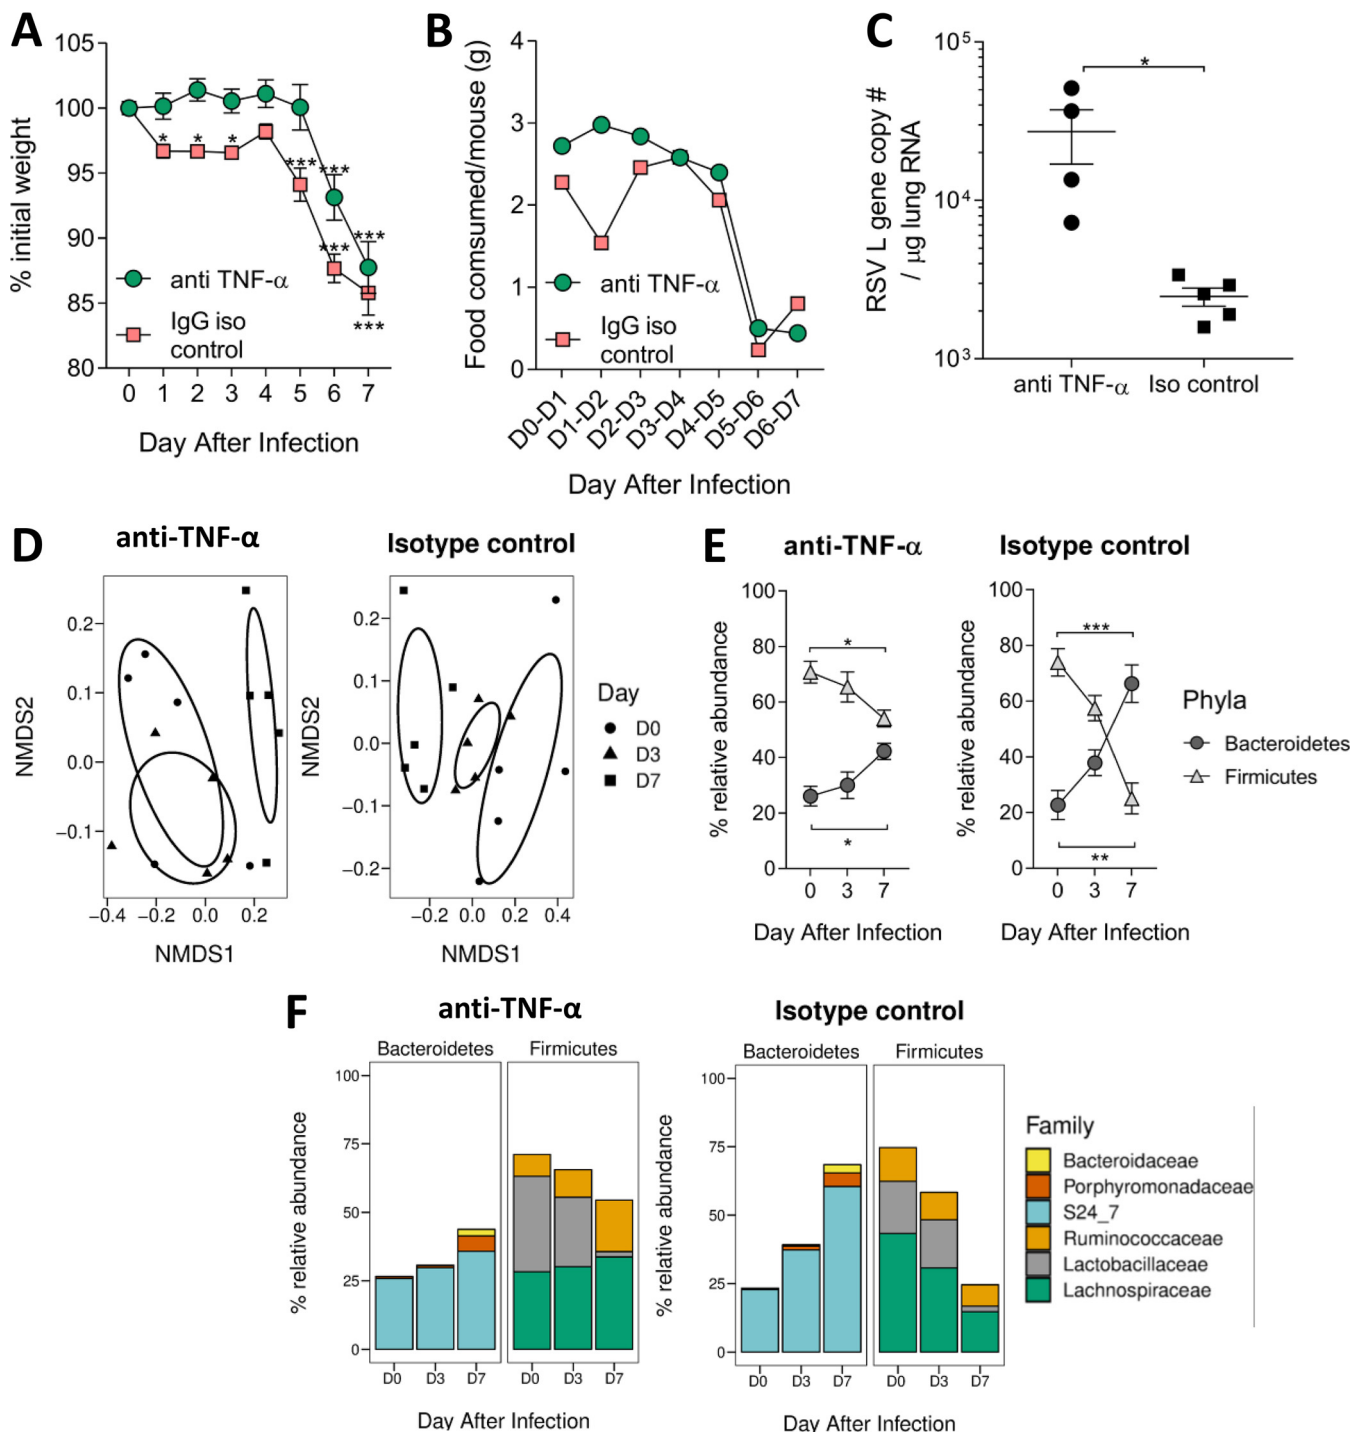 A
105
100
95
90
85
80
% initial weight
*
*
*
***
***
***
***
***
anti TNF-α
IgG iso
control
0 1 2 3 4 5 6 7
Day After Infection
B
4
3
2
1
0
Food comsumed/mouse (g)
anti TNF-α
IgG iso
control
D0-D1
D1-D2
D2-D3
D3-D4
D4-D5
D5-D6
D6-D7
Day After Infection
C
10⁵
10⁴
10³
RSV L gene copy #
/ μg lung RNA
*
anti TNF-α Iso control
D
anti-TNF-α
0.2
0.1
0.0
−0.1
NMDS2
−0.4 −0.2 0.0 0.2
NMDS1
Isotype control
0.2
0.0
−0.1
−0.2
NMDS2
−0.2 0.0 0.2 0.4
NMDS1
Day
D0
D3
D7
E
anti-TNF-α
100
80
60
40
20
0
% relative abundance
*
*
0 3 7
Day After Infection
Isotype control
100
80
60
40
20
0
% relative abundance
***
**
0 3 7
Day After Infection
Phyla
Bacteroidetes
Firmicutes
F
anti-TNF-α
Bacteroidetes Firmicutes
100
75
50
25
0
% relative abundance
D0 D3 D7 D0 D3 D7
Day After Infection
Isotype control
Bacteroidetes Firmicutes
100
75
50
25
0
% relative abundance
D0 D3 D7 D0 D3 D7
Day After Infection
Family
Bacteroidaceae
Porphyromonadaceae
S24_7
Ruminococcaceae
Lactobacillaceae
Lachnospiraceae